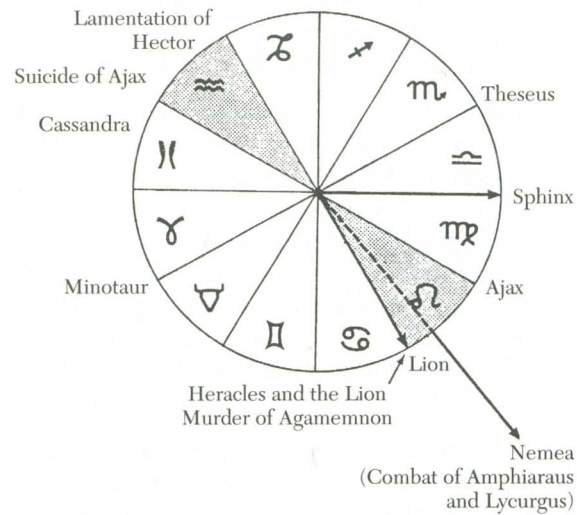 Lamentation of
Hector
Suicide of Ajax
Cassandra
Minotaur
Theseus
Sphinx
Ajax
Lion
Heracles and the Lion
Murder of Agamemnon
Nemea
(Combat of Amphiaraus
and Lycurgus)
♑
♐
♒
♏
♓
♎
♈
♍
♉
♌
♊
♋